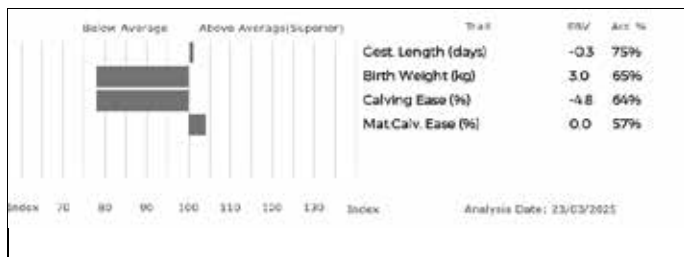 Below Average Above Average(Superior) Trait EBV Acc %
Gest. Length (days) -0.3 75%
Birth Weight (kg) 3.0 65%
Calving Ease (%) -4.8 64%
Mat.Calv. Ease (%) 0.0 57%
Index 70 80 90 100 110 120 130 Index Analysis Date: 23/03/2025